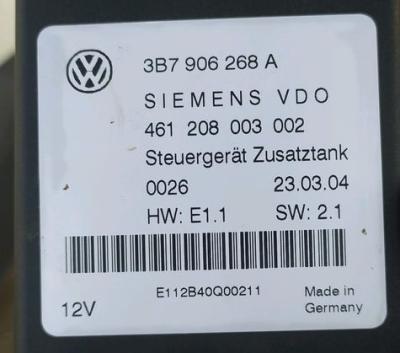 3B7 906 268 A
SIEMENS VDO
461 208 003 002
Steuergerät Zusatztank
0026 23.03.04
HW: E1.1 SW: 2.1
E112B40Q00211
12V Made in
Germany